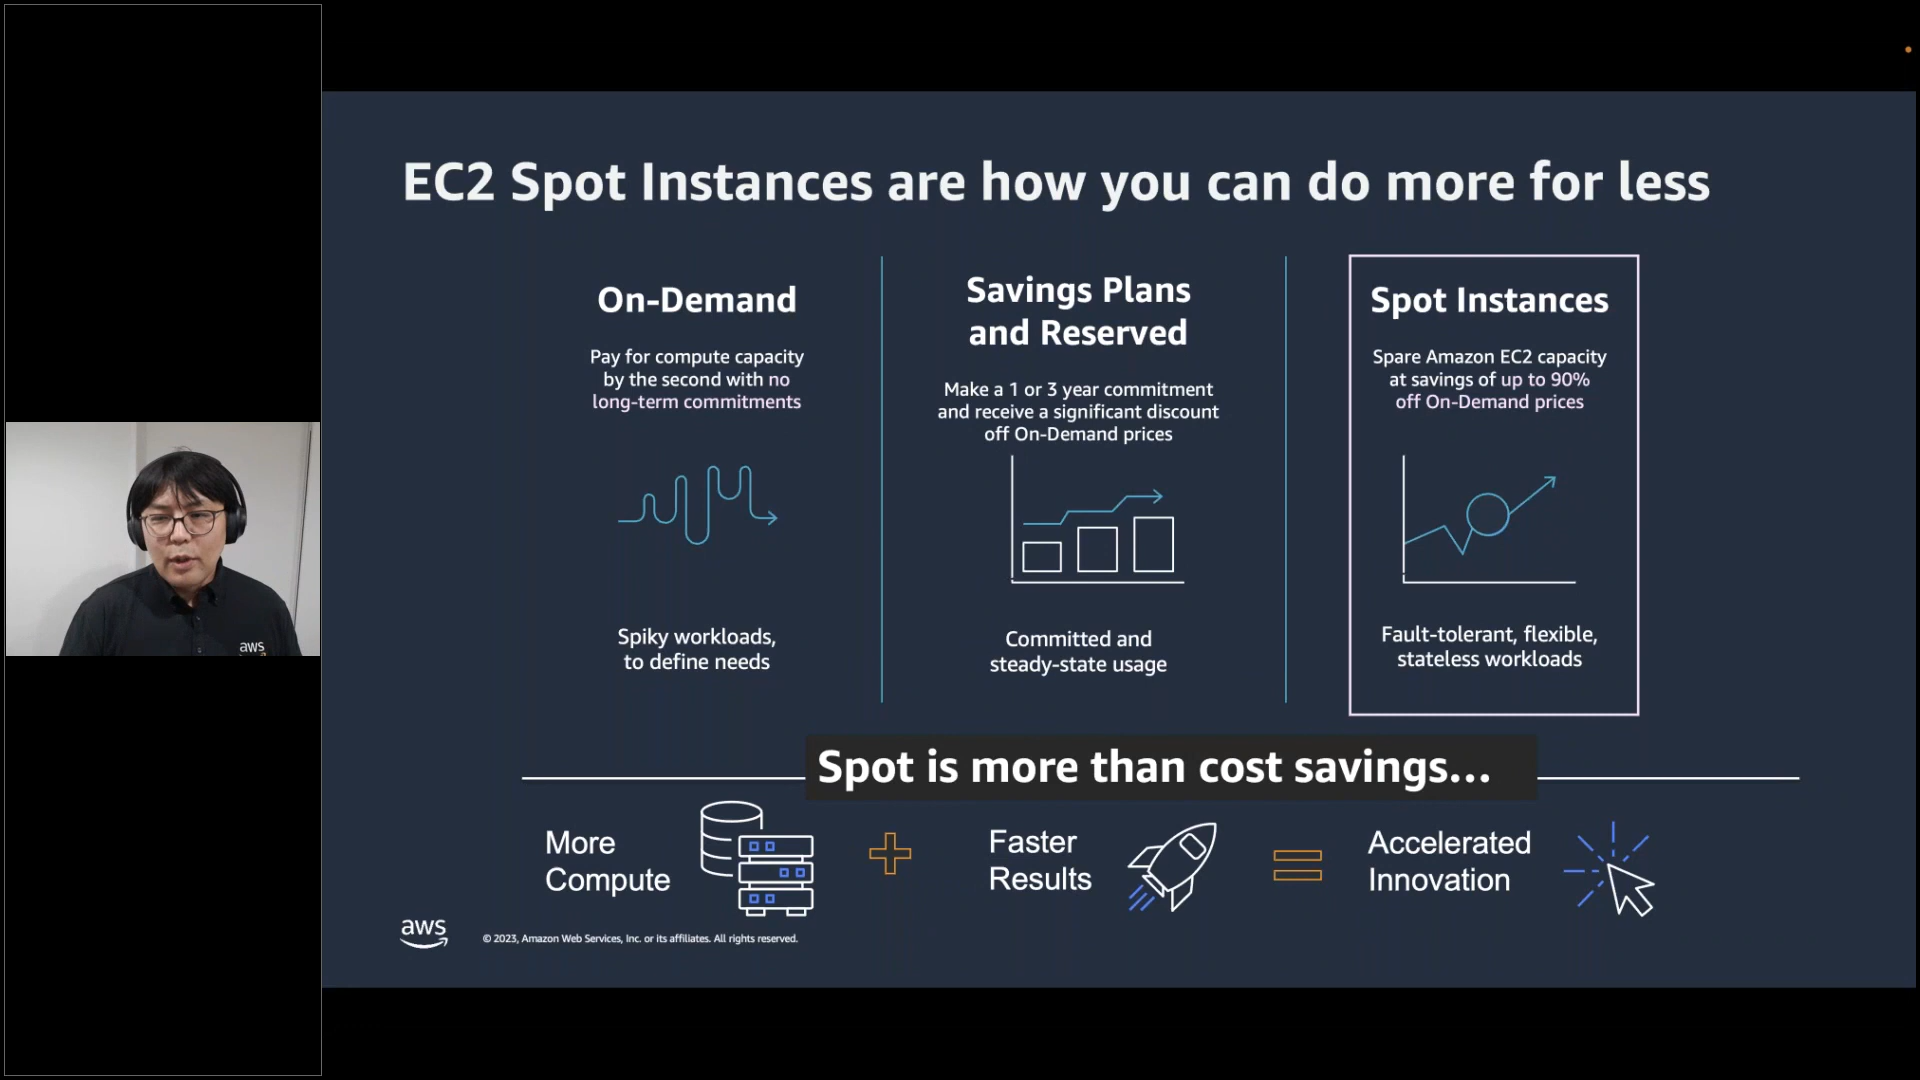 EC2 Spot Instances are how you can do more for less
On-Demand
Pay for compute capacity
by the second with no
long-term commitments
Spiky workloads,
to define needs
Savings Plans
and Reserved
Make a 1 or 3 year commitment
and receive a significant discount
off On-Demand prices
Committed and
steady-state usage
Spot Instances
Spare Amazon EC2 capacity
at savings of up to 90%
off On-Demand prices
Fault-tolerant, flexible,
stateless workloads
Spot is more than cost savings...
More
Compute
Faster
Results
Accelerated
Innovation
aws
© 2023, Amazon Web Services, Inc. or its affiliates. All rights reserved.
aws